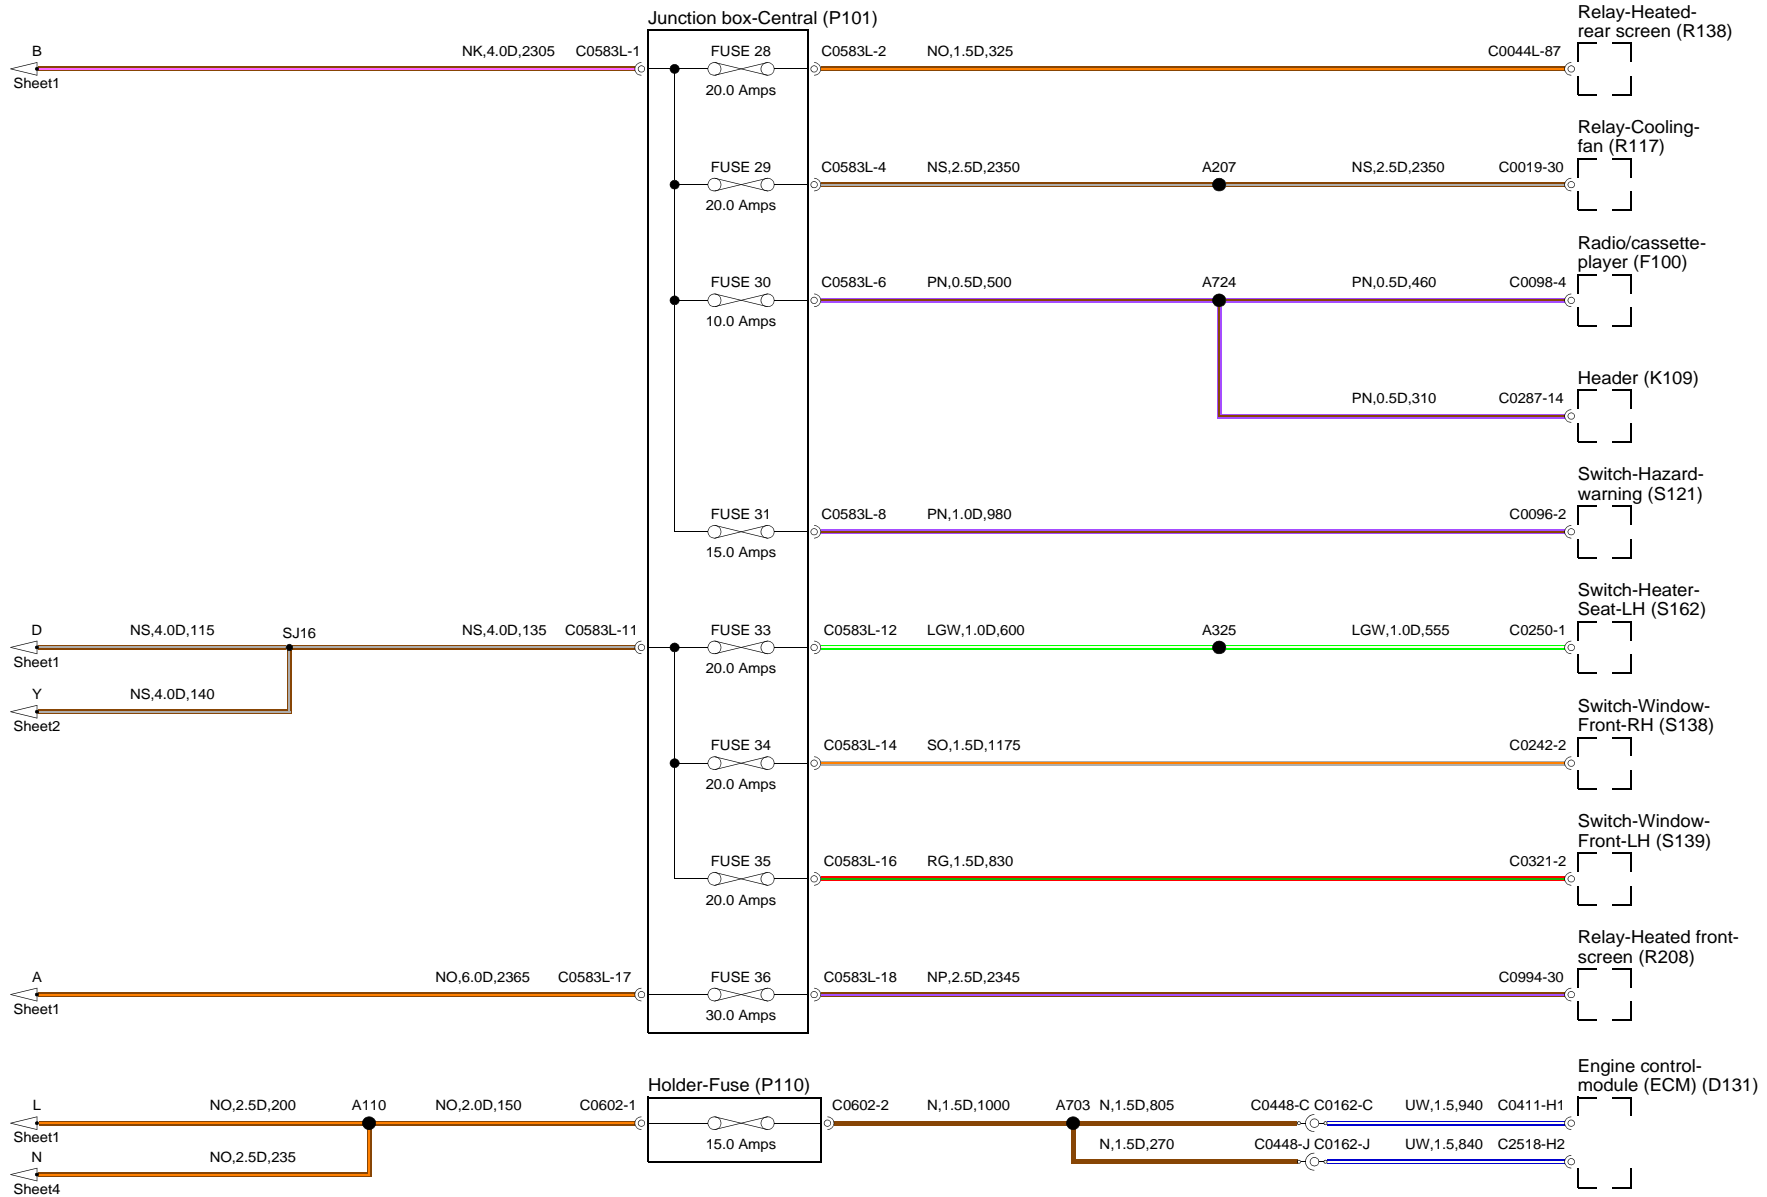 Junction box-Central (P101)
Relay-Heated-
rear screen (R138)
B
NK,4.0D,2305
C0583L-1
FUSE 28
C0583L-2
NO,1.5D,325
C0044L-87
Sheet1
20.0 Amps
Relay-Cooling-
fan (R117)
FUSE 29
C0583L-4
NS,2.5D,2350
A207
NS,2.5D,2350
C0019-30
20.0 Amps
Radio/cassette-
player (F100)
FUSE 30
C0583L-6
PN,0.5D,500
A724
PN,0.5D,460
C0098-4
10.0 Amps
Header (K109)
PN,0.5D,310
C0287-14
Switch-Hazard-
warning (S121)
FUSE 31
C0583L-8
PN,1.0D,980
C0096-2
15.0 Amps
Switch-Heater-
Seat-LH (S162)
D
NS,4.0D,115
SJ16
NS,4.0D,135
C0583L-11
FUSE 33
C0583L-12
LGW,1.0D,600
A325
LGW,1.0D,555
C0250-1
Sheet1
20.0 Amps
Y
NS,4.0D,140
Sheet2
Switch-Window-
Front-RH (S138)
FUSE 34
C0583L-14
SO,1.5D,1175
C0242-2
20.0 Amps
Switch-Window-
Front-LH (S139)
FUSE 35
C0583L-16
RG,1.5D,830
C0321-2
20.0 Amps
Relay-Heated front-
screen (R208)
A
NO,6.0D,2365
C0583L-17
FUSE 36
C0583L-18
NP,2.5D,2345
C0994-30
Sheet1
30.0 Amps
Engine control-
module (ECM) (D131)
Holder-Fuse (P110)
L
NO,2.5D,200
A110
NO,2.0D,150
C0602-1
C0602-2
N,1.5D,1000
A703
N,1.5D,805
C0448-C
C0162-C
UW,1.5,940
C0411-H1
Sheet1
15.0 Amps
N
NO,2.5D,235
N,1.5D,270
C0448-J
C0162-J
UW,1.5,840
C2518-H2
Sheet4